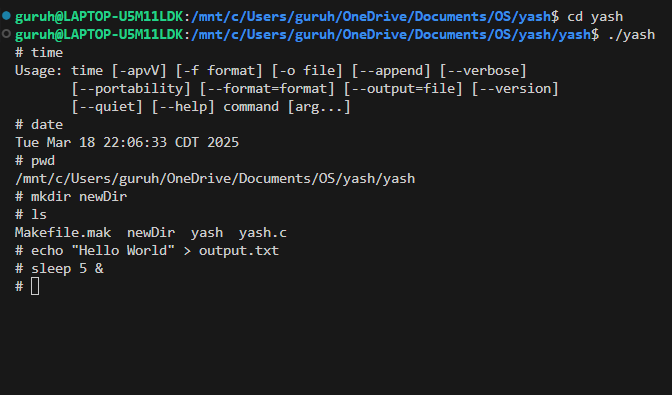 guruh@LAPTOP-U5M11LDK:/mnt/c/Users/guruh/OneDrive/Documents/OS/yash$ cd yash
guruh@LAPTOP-U5M11LDK:/mnt/c/Users/guruh/OneDrive/Documents/OS/yash/yash$ ./yash
# time
Usage: time [-apvV] [-f format] [-o file] [--append] [--verbose]
       [--portability] [--format=format] [--output=file] [--version]
       [--quiet] [--help] command [arg...]
# date
Tue Mar 18 22:06:33 CDT 2025
# pwd
/mnt/c/Users/guruh/OneDrive/Documents/OS/yash/yash
# mkdir newDir
# ls
Makefile.mak  newDir  yash  yash.c
# echo "Hello World" > output.txt
# sleep 5 &
#